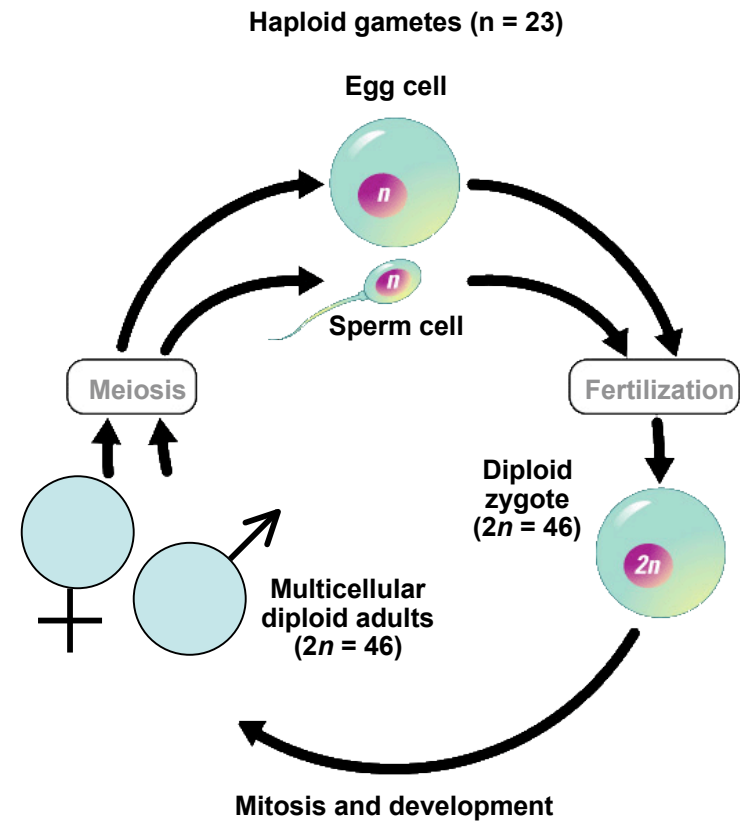 Haploid gametes (n = 23)
Egg cell
n
n
Sperm cell
Meiosis
Fertilization
Diploid
zygote
(2n = 46)
2n
Multicellular
diploid adults
(2n = 46)
Mitosis and development